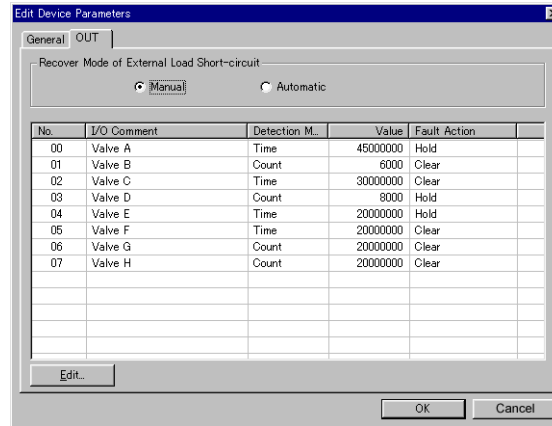 Edit Device Parameters
General OUT
Recover Mode of External Load Short-circuit
Manual Automatic
No. I/O Comment Detection M... Value Fault Action
00 Valve A Time 45000000 Hold
01 Valve B Count 6000 Clear
02 Valve C Time 30000000 Clear
03 Valve D Count 8000 Hold
04 Valve E Time 20000000 Hold
05 Valve F Time 20000000 Clear
06 Valve G Count 20000000 Clear
07 Valve H Count 20000000 Clear
Edit...
OK Cancel